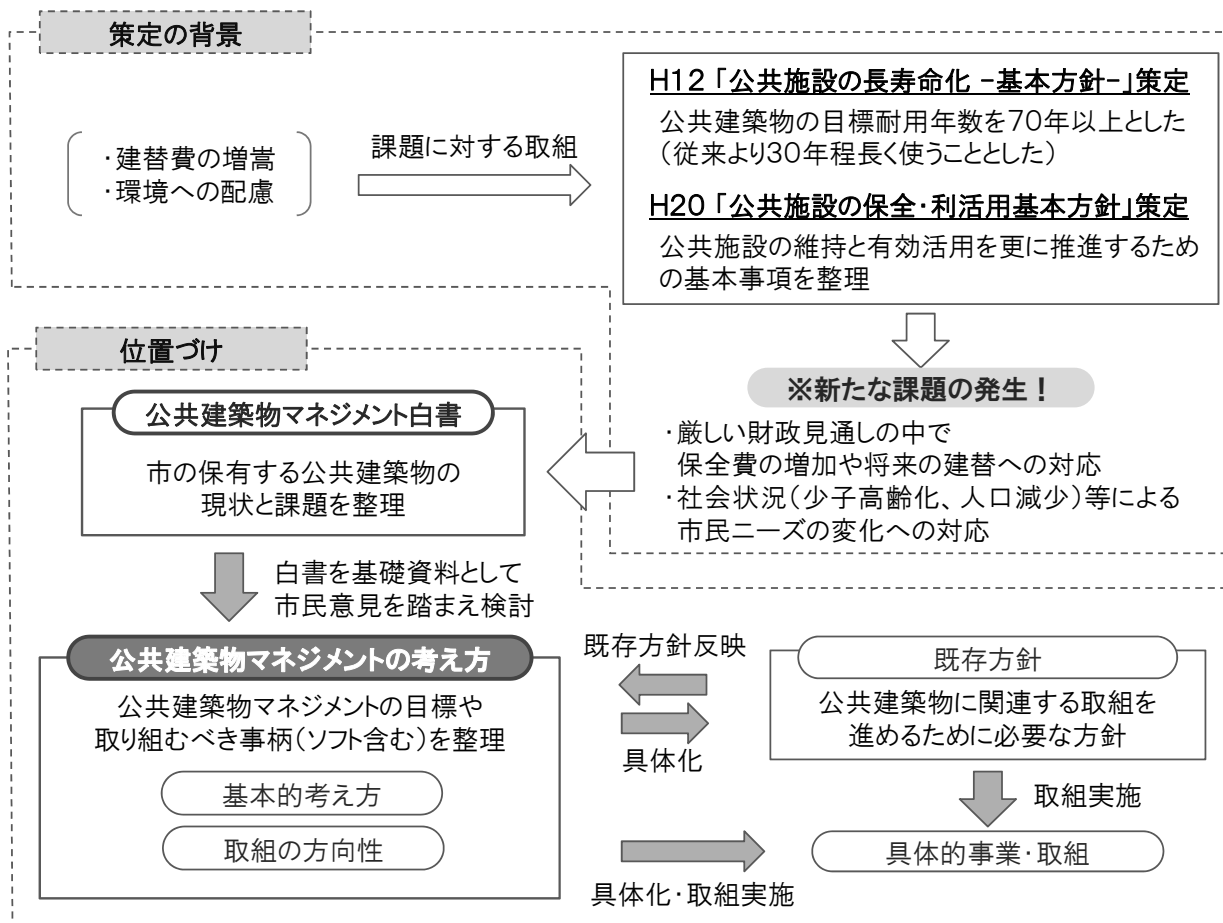 策定の背景
・建替費の増嵩
・環境への配慮
課題に対する取組
H12「公共施設の長寿命化 -基本方針-」策定
公共建築物の目標耐用年数を70年以上とした
（従来より30年程長く使うこととした）
H20「公共施設の保全・利活用基本方針」策定
公共施設の維持と有効活用を更に推進するため
の基本事項を整理
※新たな課題の発生！
・厳しい財政見通しの中で
保全費の増加や将来の建替への対応
・社会状況（少子高齢化、人口減少）等による
市民ニーズの変化への対応
位置づけ
公共建築物マネジメント白書
市の保有する公共建築物の
現状と課題を整理
白書を基礎資料として
市民意見を踏まえ検討
公共建築物マネジメントの考え方
公共建築物マネジメントの目標や
取り組むべき事柄（ソフト含む）を整理
基本的考え方
取組の方向性
既存方針反映
具体化
既存方針
公共建築物に関連する取組を
進めるために必要な方針
取組実施
具体化・取組実施
具体的事業・取組